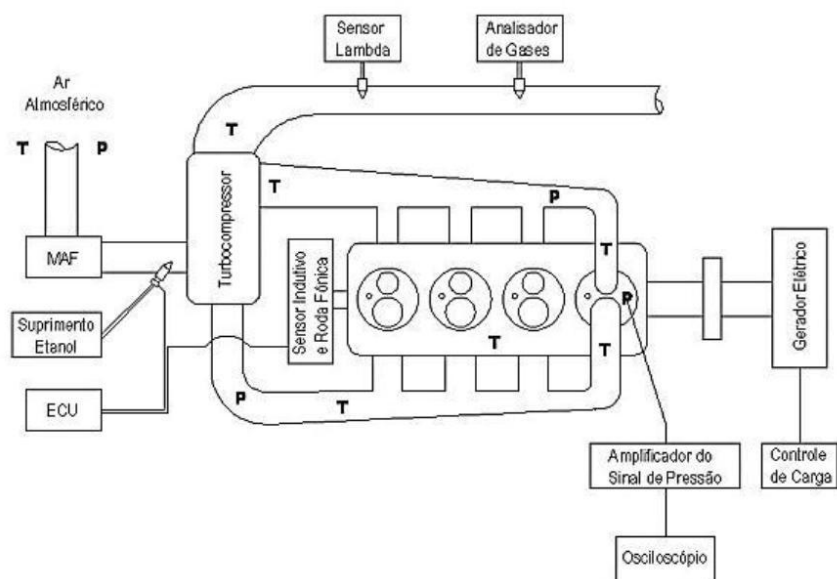 Sensor
Lambda
Analisador
de Gases
Ar
Almosférico
T
P
T
T
P
T
MAF
Turbocompressor
Sensor Indutivo
e Roda Fônica
Suprimento
Etanol
ECU
P
T
T
T
P
Gerador Elétrico
Amplificador do
Sinal de Pressão
Controle
de Carga
Osciloscópio